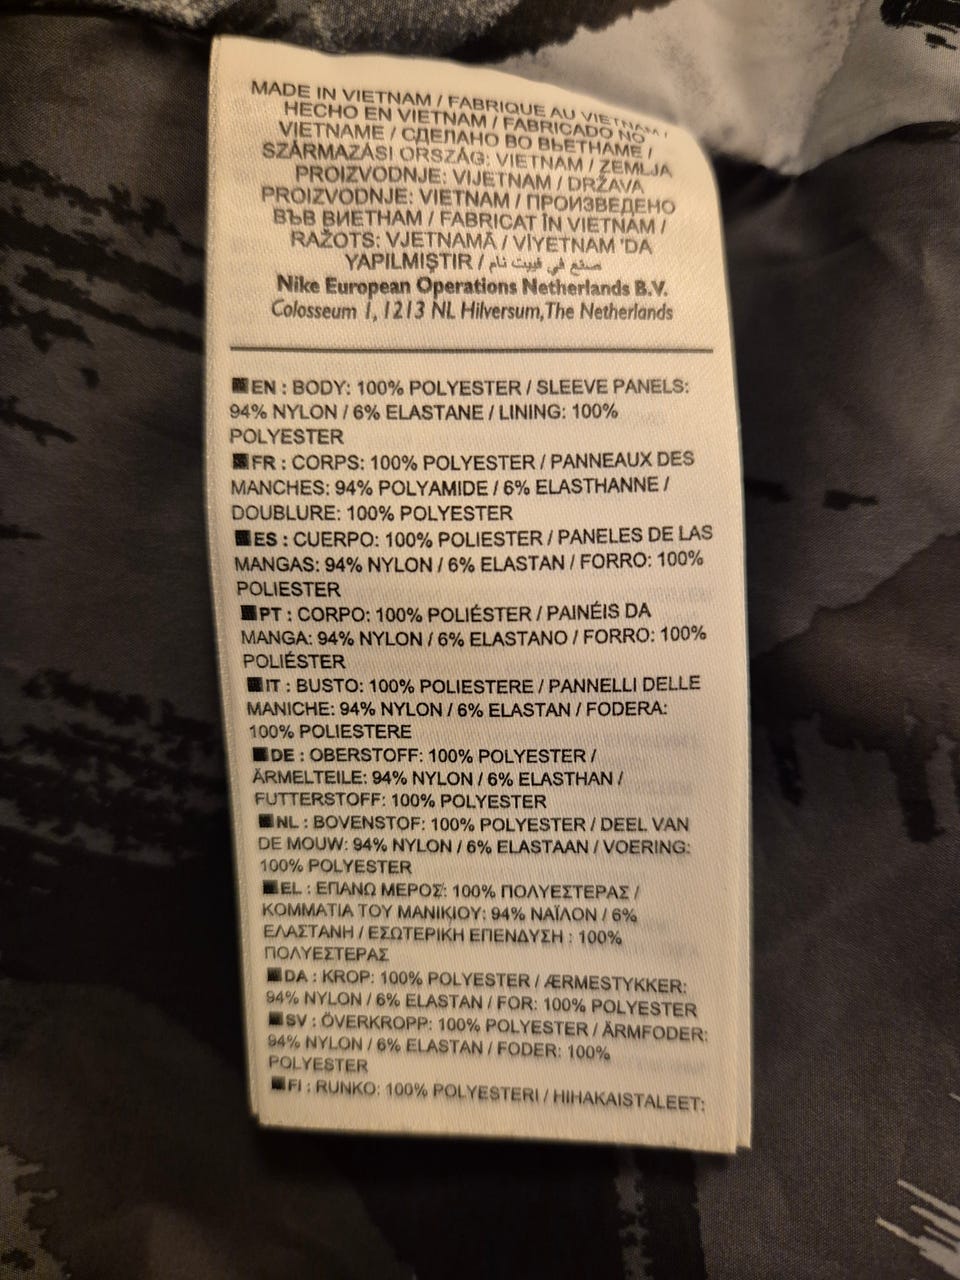 MADE IN VIETNAM / FABRIQUE AU VIETNAM /
HECHO EN VIETNAM / FABRICADO NO
VIETNAME / СДЕЛАНО ВО ВЬЕТНАМЕ /
SZÁRMAZÁSI ORSZÁG: VIETNAM / ZEMLJA
PROIZVODNJE: VIJETNAM / DRŽAVA
PROIZVODNJE: VIETNAM / ПРОИЗВЕДЕНО
ВЪВ ВИЕТНАМ / FABRICAT ÎN VIETNAM /
RAŽOTS: VJETNAMĀ / VİYETNAM 'DA
YAPILMIŞTIR / صنع في فييت نام
Nike European Operations Netherlands B.V.
Colosseum 1, 1213 NL Hilversum, The Netherlands
EN : BODY: 100% POLYESTER / SLEEVE PANELS:
94% NYLON / 6% ELASTANE / LINING: 100%
POLYESTER
FR : CORPS: 100% POLYESTER / PANNEAUX DES
MANCHES: 94% POLYAMIDE / 6% ELASTHANNE /
DOUBLURE: 100% POLYESTER
ES : CUERPO: 100% POLIESTER / PANELES DE LAS
MANGAS: 94% NYLON / 6% ELASTAN / FORRO: 100%
POLIESTER
PT : CORPO: 100% POLIÉSTER / PAINÉIS DA
MANGA: 94% NYLON / 6% ELASTANO / FORRO: 100%
POLIÉSTER
IT : BUSTO: 100% POLIESTERE / PANNELLI DELLE
MANICHE: 94% NYLON / 6% ELASTAN / FODERA:
100% POLIESTERE
DE : OBERSTOFF: 100% POLYESTER /
ÄRMELTEILE: 94% NYLON / 6% ELASTHAN /
FUTTERSTOFF: 100% POLYESTER
NL : BOVENSTOF: 100% POLYESTER / DEEL VAN
DE MOUW: 94% NYLON / 6% ELASTAAN / VOERING:
100% POLYESTER
EL : ΕΠΑΝΩ ΜΕΡΟΣ: 100% ΠΟΛΥΕΣΤΕΡΑΣ /
ΚΟΜΜΑΤΙΑ ΤΟΥ ΜΑΝΙΚΙΟΥ: 94% ΝΑΪΛΟΝ / 6%
ΕΛΑΣΤΑΝΗ / ΕΣΩΤΕΡΙΚΗ ΕΠΕΝΔΥΣΗ : 100%
ΠΟΛΥΕΣΤΕΡΑΣ
DA : KROP: 100% POLYESTER / ÆRMESTYKKER:
94% NYLON / 6% ELASTAN / FOR: 100% POLYESTER
SV : ÖVERKROPP: 100% POLYESTER / ÄRMFODER:
94% NYLON / 6% ELASTAN / FODER: 100%
POLYESTER
FI : RUNKO: 100% POLYESTERI / HIHAKAISTALEET: